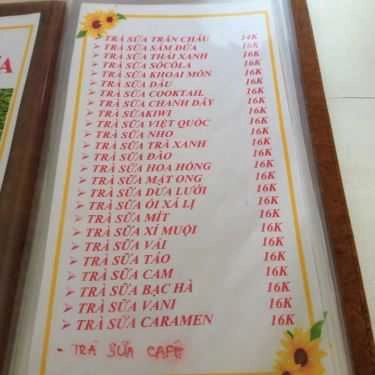 TRÀ SỮA TRÂN CHÂU 14K
TRÀ SỮA SÂM DỨA 16K
TRÀ SỮA THÁI XANH 16K
TRÀ SỮA SÔCÔLA 16K
TRÀ SỮA KHOAI MÔN 16K
TRÀ SỮA DÂU 16K
TRÀ SỮA COOKTAIL 16K
TRÀ SỮA CHANH DÂY 16K
TRÀ SỮAKIWI 16K
TRÀ SỮA VIỆT QUỐC 16K
TRÀ SỮA NHO 16K
TRÀ SỮA TRÀ XANH 16K
TRÀ SỮA ĐÀO 16K
TRÀ SỮA HOA HỒNG 16K
TRÀ SỮA MẬT ONG 16K
TRÀ SỮA DƯA LƯỚI 16K
TRÀ SỮA ỔI XÁ LỊ 16K
TRÀ SỮA MÍT 16K
TRÀ SỮA XÍ MUỘI 16K
TRÀ SỮA VẢI 16K
TRÀ SỮA TÁO 16K
TRÀ SỮA CAM 16K
TRÀ SỮA BẠC HÀ 16K
TRÀ SỮA VANI 16K
TRÀ SỮA CARAMEN 16K
- TRÀ SỮA CAFÊ